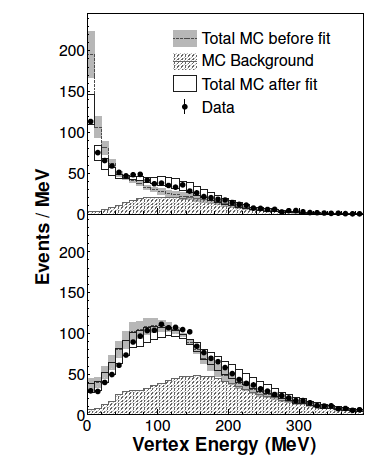 Total MC before fit
MC Background
Total MC after fit
Data
Events / MeV
200
150
100
50
0
200
150
100
50
0
0 100 200 300
Vertex Energy (MeV)